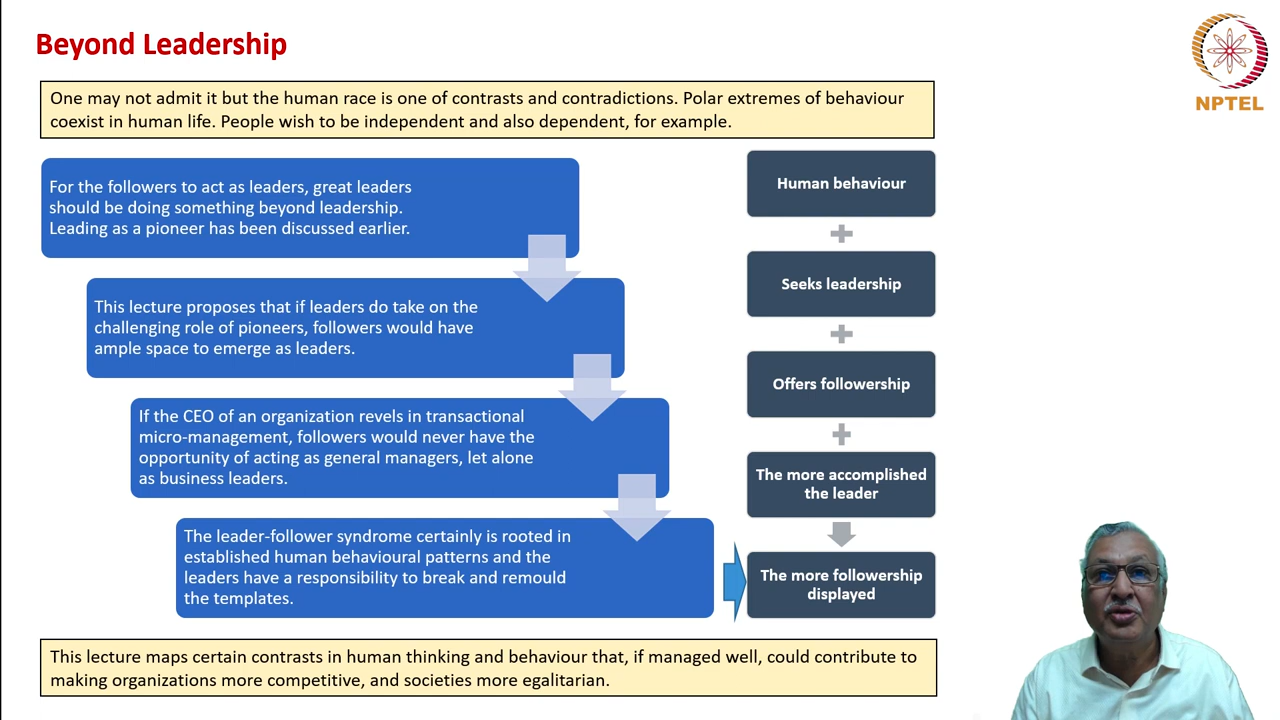 Beyond Leadership
NPTEL
One may not admit it but the human race is one of contrasts and contradictions. Polar extremes of behaviour
coexist in human life. People wish to be independent and also dependent, for example.
For the followers to act as leaders, great leaders
should be doing something beyond leadership.
Leading as a pioneer has been discussed earlier.
This lecture proposes that if leaders do take on the
challenging role of pioneers, followers would have
ample space to emerge as leaders.
If the CEO of an organization revels in transactional
micro-management, followers would never have the
opportunity of acting as general managers, let alone
as business leaders.
The leader-follower syndrome certainly is rooted in
established human behavioural patterns and the
leaders have a responsibility to break and remould
the templates.
Human behaviour
Seeks leadership
Offers followership
The more accomplished
the leader
The more followership
displayed
This lecture maps certain contrasts in human thinking and behaviour that, if managed well, could contribute to
making organizations more competitive, and societies more egalitarian.